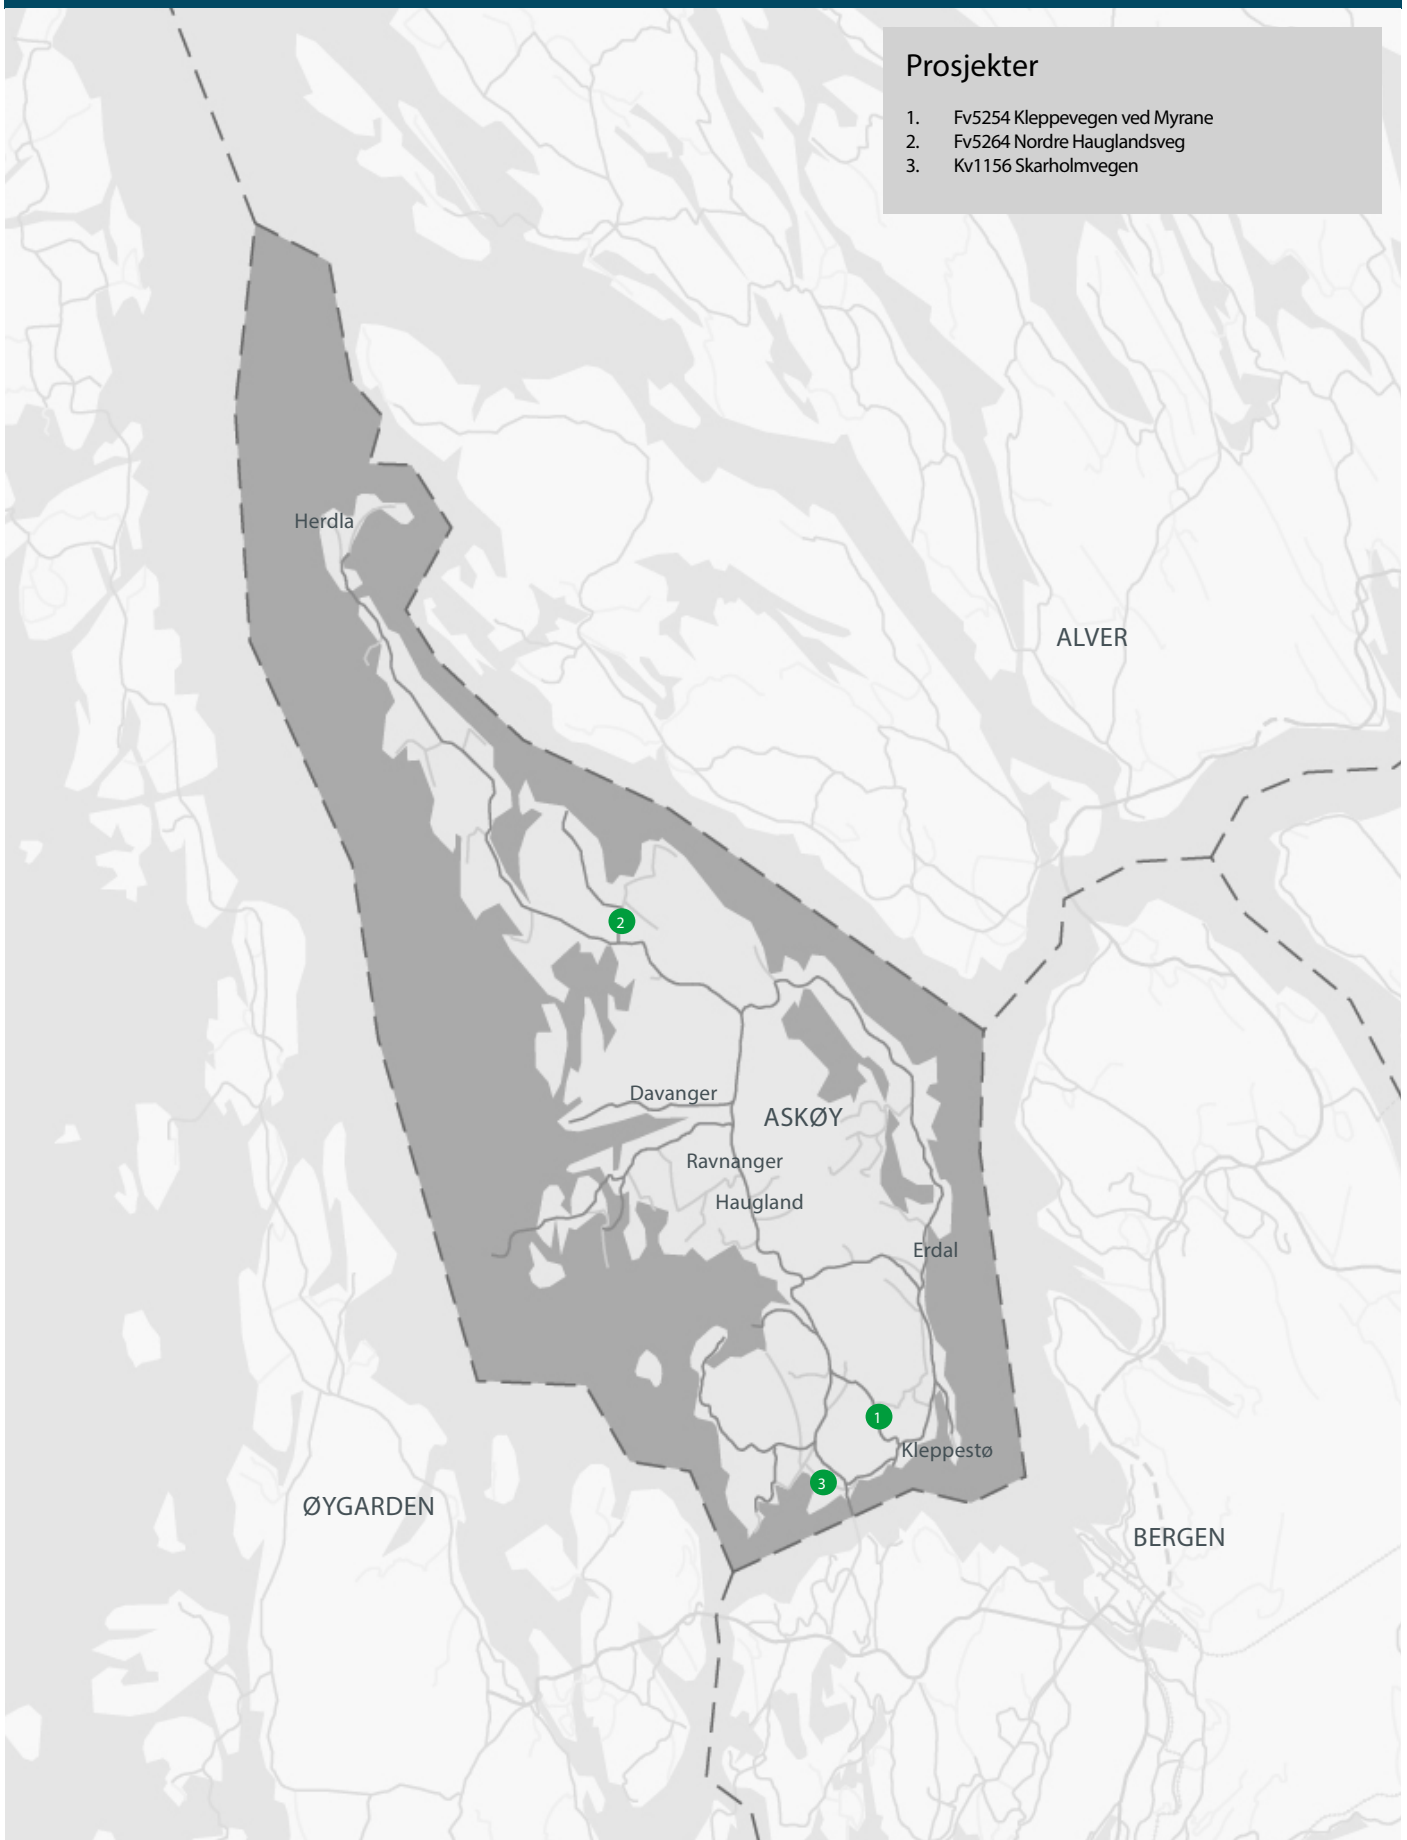 Prosjekter
1. Fv5254 Kleppevegen ved Myrane
2. Fv5264 Nordre Hauglandsveg
3. Kv1156 Skarholmvegen
Herdla
ALVER
2
Davanger
ASKØY
Ravnanger
Haugland
Erdal
1
Kleppestø
3
ØYGARDEN
BERGEN